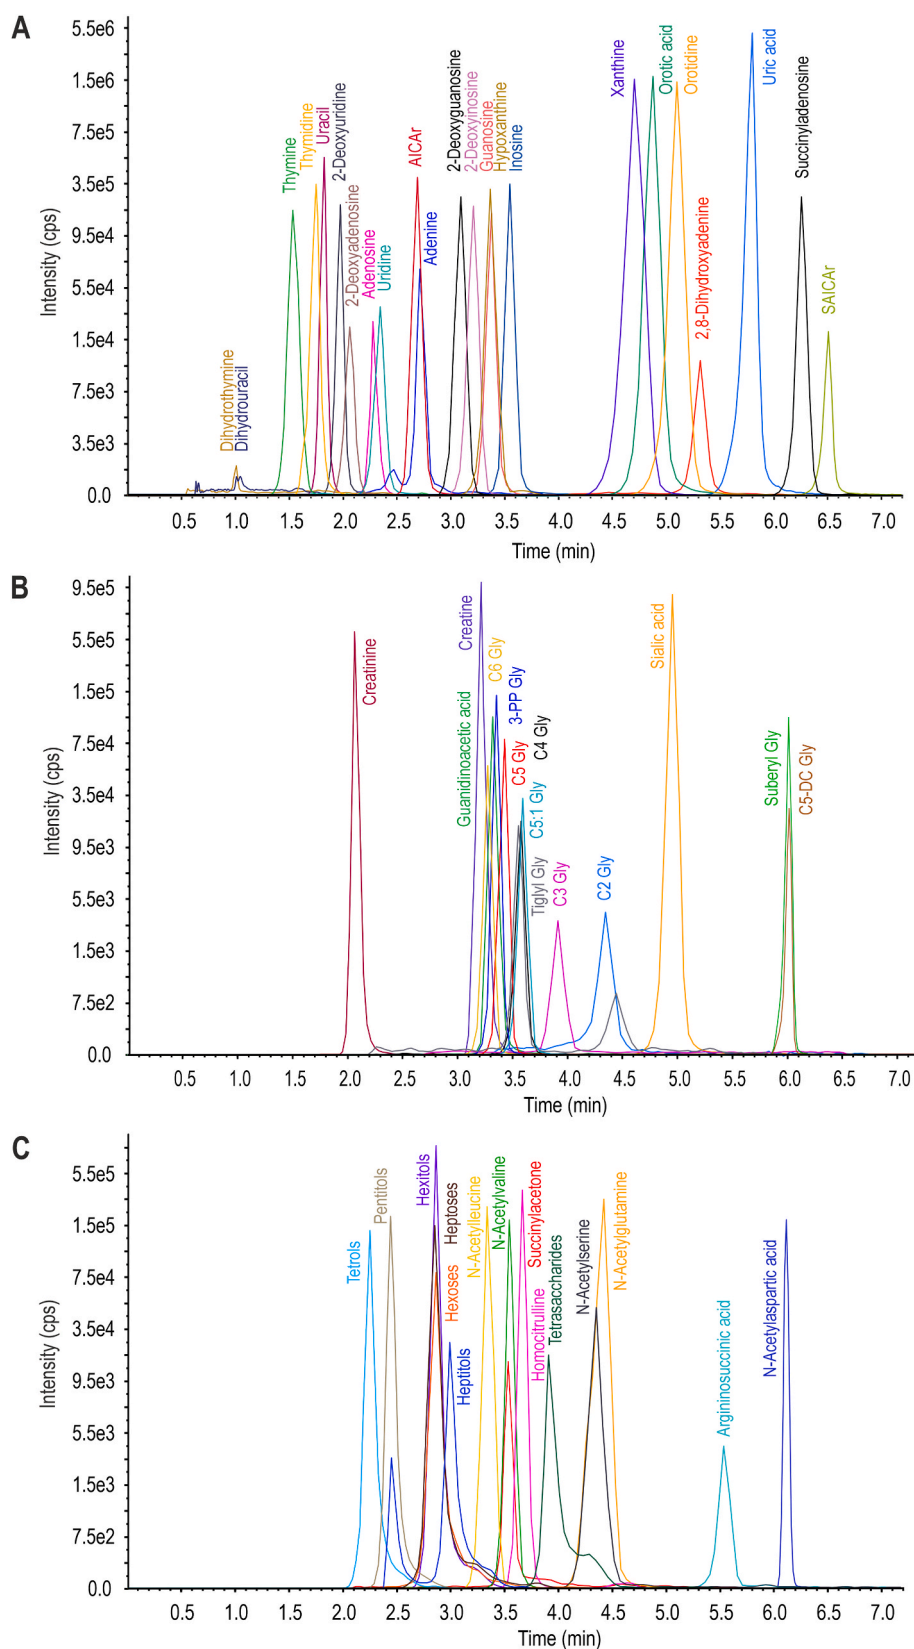 A
5.5e6
1.5e6
7.5e5
3.5e5
9.5e4
5.5e4
1.5e4
7.5e3
3.5e3
0.0
Intensity (cps)
Dihydrothymine
Dihydrouracil
Thymine
Thymidine
Uracil
2-Deoxyuridine
2-Deoxyadenosine
Adenosine
Uridine
AICAr
Adenine
2-Deoxyguanosine
2-Deoxyinosine
Guanosine
Hypoxanthine
Inosine
Xanthine
Orotic acid
Orotidine
2,8-Dihydroxyadenine
Uric acid
Succinyladenosine
SAICAr
0.5 1.0 1.5 2.0 2.5 3.0 3.5 4.0 4.5 5.0 5.5 6.0 6.5 7.0
Time (min)
B
9.5e5
5.5e5
1.5e5
7.5e4
3.5e4
9.5e3
5.5e3
1.5e3
7.5e2
0.0
Intensity (cps)
Creatinine
Guanidinoacetic acid
Creatine
C6 Gly
3-PP Gly
C5 Gly
C4 Gly
C5:1 Gly
Tiglyl Gly
C3 Gly
C2 Gly
Sialic acid
Suberyl Gly
C5-DC Gly
0.5 1.0 1.5 2.0 2.5 3.0 3.5 4.0 4.5 5.0 5.5 6.0 6.5 7.0
Time (min)
C
5.5e5
1.5e5
7.5e4
3.5e4
9.5e3
5.5e3
1.5e3
7.5e2
0.0
Intensity (cps)
Tetrols
Pentitols
Hexitols
Heptoses
Hexoses
Heptitols
N-Acetylleucine
N-Acetylvaline
Succinylacetone
Homocitrulline
Tetrasaccharides
N-Acetylserine
N-Acetylglutamine
Argininosuccinic acid
N-Acetylaspartic acid
0.5 1.0 1.5 2.0 2.5 3.0 3.5 4.0 4.5 5.0 5.5 6.0 6.5 7.0
Time (min)